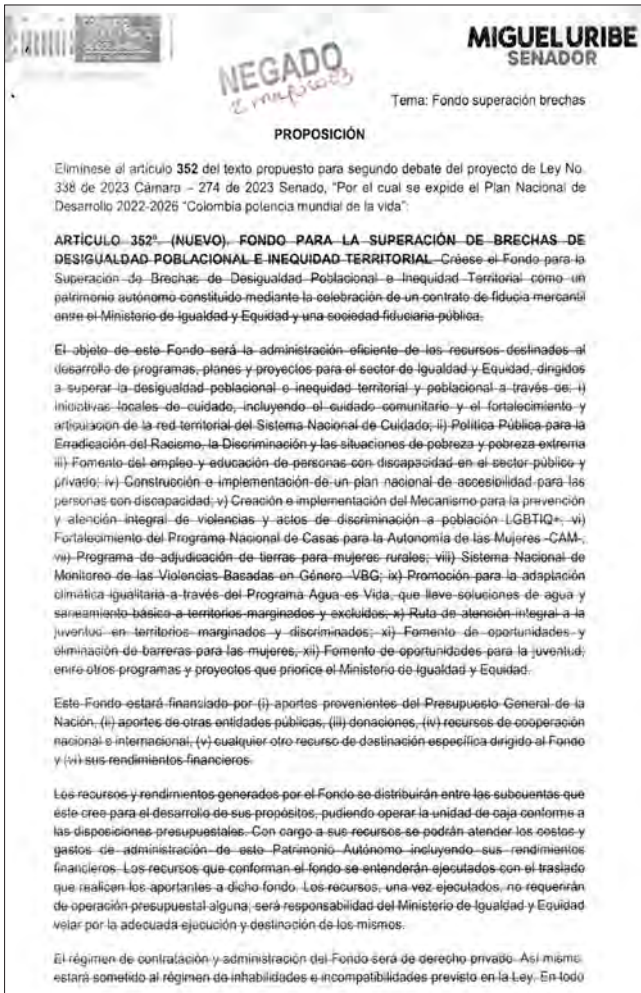 MIGUEL URIBE
SENADOR
NEGADO
Tema: Fondo superación brechas
PROPOSICIÓN
Elimínese el artículo 352 del texto propuesto para segundo debate del proyecto de Ley No.
338 de 2023 Cámara – 274 de 2023 Senado, "Por el cual se expide el Plan Nacional de
Desarrollo 2022-2026 "Colombia potencia mundial de la vida":
ARTÍCULO 352º. (NUEVO). FONDO PARA LA SUPERACIÓN DE BRECHAS DE
DESIGUALDAD POBLACIONAL E INEQUIDAD TERRITORIAL. Créese el Fondo para la
Superación de Brechas de Desigualdad Poblacional e Inequidad Territorial como un
patrimonio autónomo constituido mediante la celebración de un contrato de fiducia mercantil
entre el Ministerio de Igualdad y Equidad y una sociedad fiduciaria pública.
El objeto de este Fondo será la administración eficiente de los recursos destinados al
desarrollo de programas, planes y proyectos para el sector de Igualdad y Equidad, dirigidos
a superar la desigualdad poblacional e inequidad territorial y poblacional a través de: i)
iniciativas locales de cuidado, incluyendo el cuidado comunitario y el fortalecimiento y
articulación de la red territorial del Sistema Nacional de Cuidado; ii) Política Pública para la
Erradicación del Racismo, la Discriminación y las situaciones de pobreza y pobreza extrema
iii) Fomento del empleo y educación de personas con discapacidad en el sector público y
privado; iv) Construcción e implementación de un plan nacional de accesibilidad para las
personas con discapacidad; v) Creación e implementación del Mecanismo para la prevención
y atención integral de violencias y actos de discriminación a población LGBTIQ+; vi)
Fortalecimiento del Programa Nacional de Casas para la Autonomía de las Mujeres -CAM-;
vii) Programa de adjudicación de tierras para mujeres rurales; viii) Sistema Nacional de
Monitoreo de las Violencias Basadas en Género -VBG; ix) Promoción para la adaptación
climática igualitaria a través del Programa Agua es Vida, que lleve soluciones de agua y
saneamiento básico a territorios marginados y excluidos; x) Ruta de atención integral a la
juventud en territorios marginados y discriminados; xi) Fomento de oportunidades y
eliminación de barreras para las mujeres, xii) Fomento de oportunidades para la juventud;
entre otros programas y proyectos que priorice el Ministerio de Igualdad y Equidad.
Este Fondo estará financiado por (i) aportes provenientes del Presupuesto General de la
Nación, (ii) aportes de otras entidades públicas, (iii) donaciones, (iv) recursos de cooperación
nacional e internacional, (v) cualquier otro recurso de destinación específica dirigido al Fondo
y (vi) sus rendimientos financieros.
Los recursos y rendimientos generados por el Fondo se distribuirán entre las subcuentas que
éste cree para el desarrollo de sus propósitos, pudiendo operar la unidad de caja conforme a
las disposiciones presupuestales. Con cargo a sus recursos se podrán atender los costos y
gastos de administración de este Patrimonio Autónomo incluyendo sus rendimientos
financieros. Los recursos que conforman el fondo se entenderán ejecutados con el traslado
que realicen los aportantes a dicho fondo. Los recursos, una vez ejecutados, no requerirán
de operación presupuestal alguna; será responsabilidad del Ministerio de Igualdad y Equidad
velar por la adecuada ejecución y destinación de los mismos.
El régimen de contratación y administración del Fondo será de derecho privado. Así mismo
estará sometido al régimen de inhabilidades e incompatibilidades previsto en la Ley. En todo